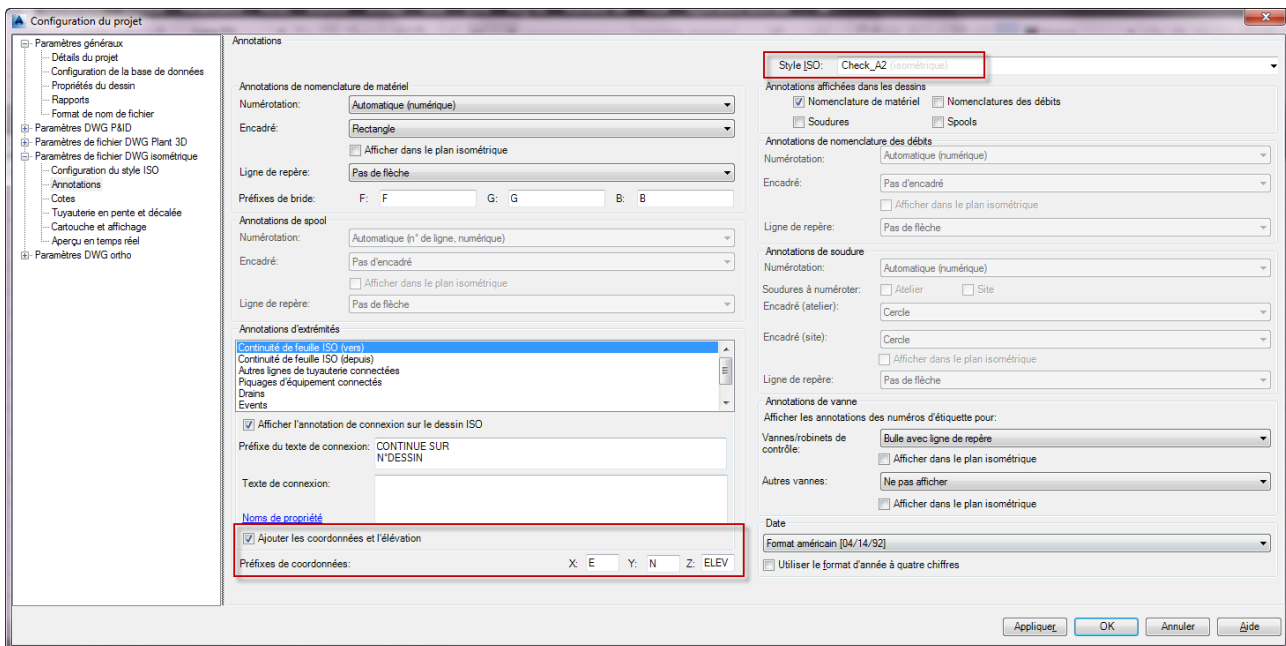 Configuration du projet
Paramètres généraux
Détails du projet
Configuration de la base de données
Propriétés du dessin
Rapports
Format de nom de fichier
Paramètres DWG P&ID
Paramètres de fichier DWG Plant 3D
Paramètres de fichier DWG isométrique
Configuration du style ISO
Annotations
Cotes
Tuyauterie en pente et décalée
Cartouche et affichage
Aperçu en temps réel
Paramètres DWG ortho
Annotations
Style ISO: Check_A2 (isométrique)
Annotations de nomenclature de matériel
Numérotation: Automatique (numérique)
Encadré: Rectangle
Afficher dans le plan isométrique
Ligne de repère: Pas de flèche
Préfixes de bride: F: F G: G B: B
Annotations de spool
Numérotation: Automatique (n° de ligne, numérique)
Encadré: Pas d'encadré
Afficher dans le plan isométrique
Ligne de repère: Pas de flèche
Annotations d'extrémités
Continuité de feuille ISO (vers)
Continuité de feuille ISO (depuis)
Autres lignes de tuyauterie connectées
Piquages d'équipement connectés
Drains
Events
Afficher l'annotation de connexion sur le dessin ISO
Préfixe du texte de connexion: CONTINUE SUR
N°DESSIN
Texte de connexion:
Noms de propriété
Ajouter les coordonnées et l'élévation
Préfixes de coordonnées: X: E Y: N Z: ELEV
Annotations affichées dans les dessins
Nomenclature de matériel Nomenclatures des débits
Soudures Spools
Annotations de nomenclature des débits
Numérotation: Automatique (numérique)
Encadré: Pas d'encadré
Afficher dans le plan isométrique
Ligne de repère: Pas de flèche
Annotations de soudure
Numérotation: Automatique (numérique)
Soudures à numéroter: Atelier Site
Encadré (atelier): Cercle
Encadré (site): Cercle
Afficher dans le plan isométrique
Ligne de repère: Pas de flèche
Annotations de vanne
Afficher les annotations des numéros d'étiquette pour:
Vannes/robinets de
contrôle: Bulle avec ligne de repère
Afficher dans le plan isométrique
Autres vannes: Ne pas afficher
Afficher dans le plan isométrique
Date
Format américain [04/14/92]
Utiliser le format d'année à quatre chiffres
Appliquer OK Annuler Aide